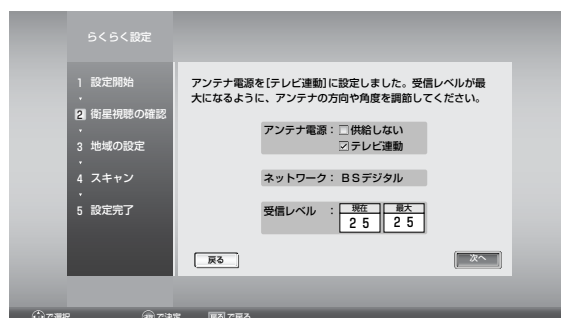 らくらく設定
1 設定開始
2 衛星視聴の確認
3 地域の設定
4 スキャン
5 設定完了
アンテナ電源を[テレビ連動]に設定しました。受信レベルが最
大になるように、アンテナの方向や角度を調節してください。
アンテナ電源:□供給しない
☑テレビ連動
ネットワーク:BSデジタル
受信レベル : 現在 最大
25 25
戻る 次へ
で選択 で決定 戻る で戻る